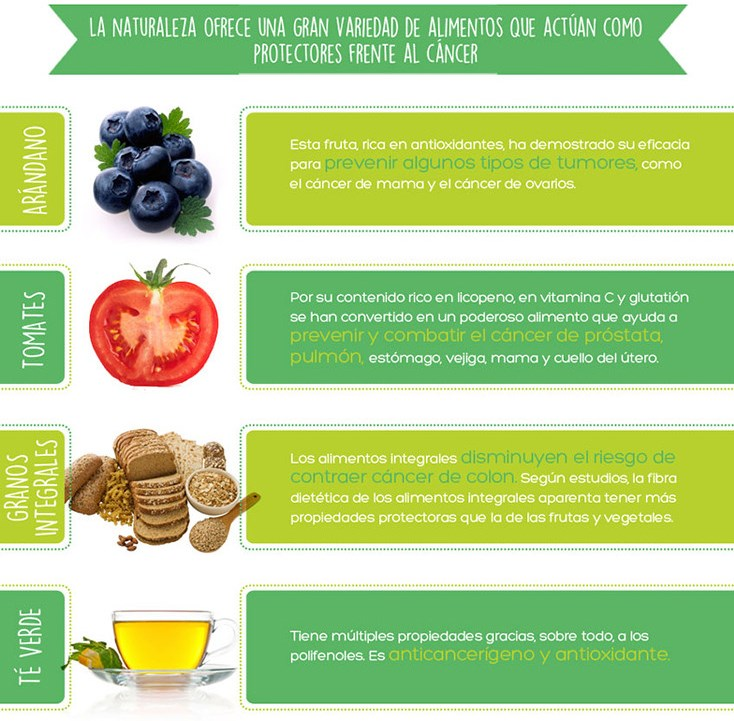 LA NATURALEZA OFRECE UNA GRAN VARIEDAD DE ALIMENTOS QUE ACTÚAN COMO
PROTECTORES FRENTE AL CÁNCER
ARÁNDANO
Esta fruta, rica en antioxidantes, ha demostrado su eficacia
para prevenir algunos tipos de tumores, como
el cáncer de mama y el cáncer de ovarios.
TOMATES
Por su contenido rico en licopeno, en vitamina C y glutatión
se han convertido en un poderoso alimento que ayuda a
prevenir y combatir el cáncer de próstata,
pulmón, estómago, vejiga, mama y cuello del útero.
GRANOS
INTEGRALES
Los alimentos integrales disminuyen el riesgo de
contraer cáncer de colon. Según estudios, la fibra
dietética de los alimentos integrales aparenta tener más
propiedades protectoras que la de las frutas y vegetales.
TÉ VERDE
Tiene múltiples propiedades gracias, sobre todo, a los
polifenoles. Es anticancerígeno y antioxidante.